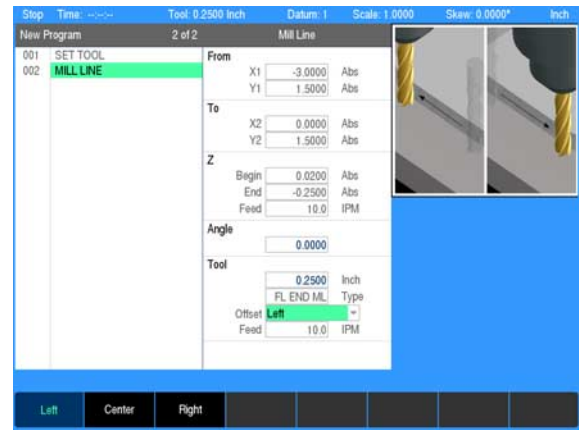 Stop Time: --:--:-- Tool: 0.2500 Inch Datum: 1 Scale: 1.0000 Skew: 0.0000° Inch
New Program 2 of 2 Mill Line
001 SET TOOL
002 MILL LINE
From
X1 -3.0000 Abs
Y1 1.5000 Abs
To
X2 0.0000 Abs
Y2 1.5000 Abs
Z
Begin 0.0200 Abs
End -0.2500 Abs
Feed 10.0 IPM
Angle
0.0000
Tool
0.2500 Inch
FL END ML Type
Offset Left
Feed 10.0 IPM
Left Center Right